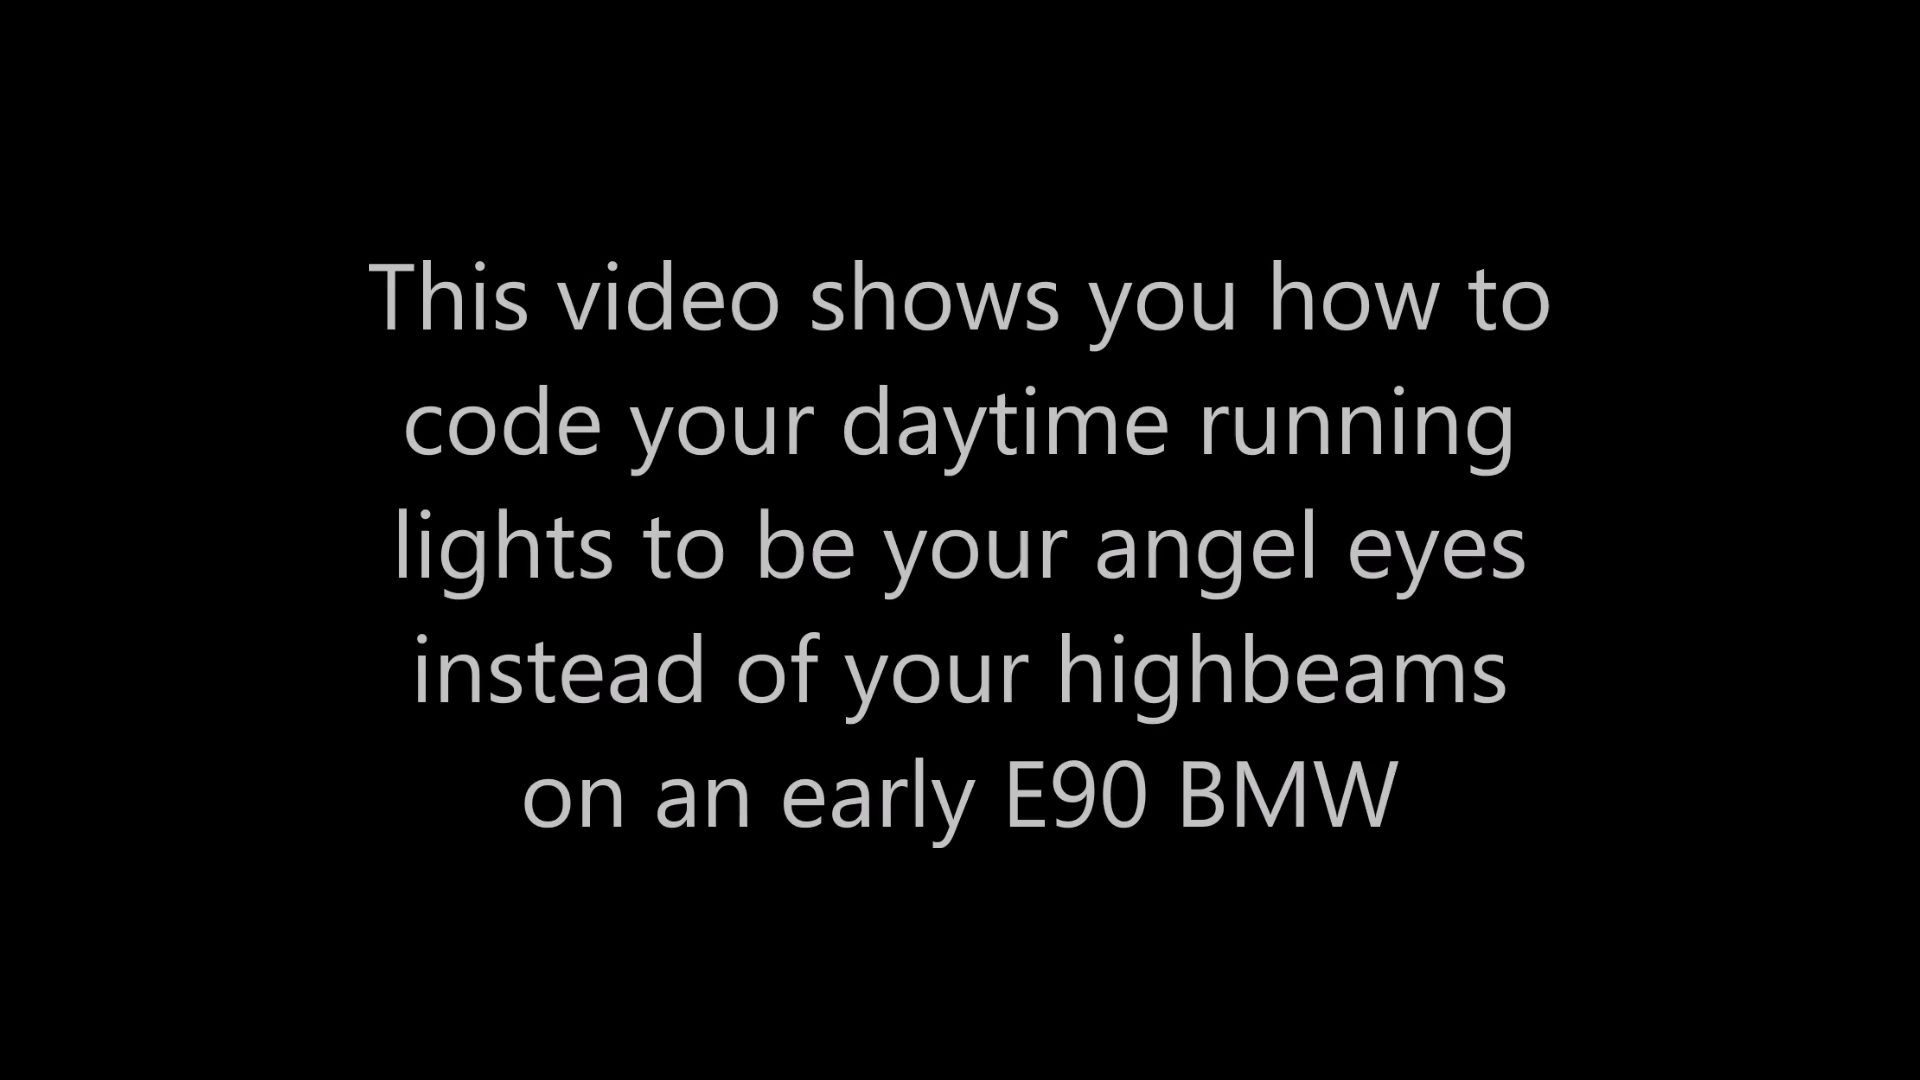 This video shows you how to
code your daytime running
lights to be your angel eyes
instead of your highbeams
on an early E90 BMW